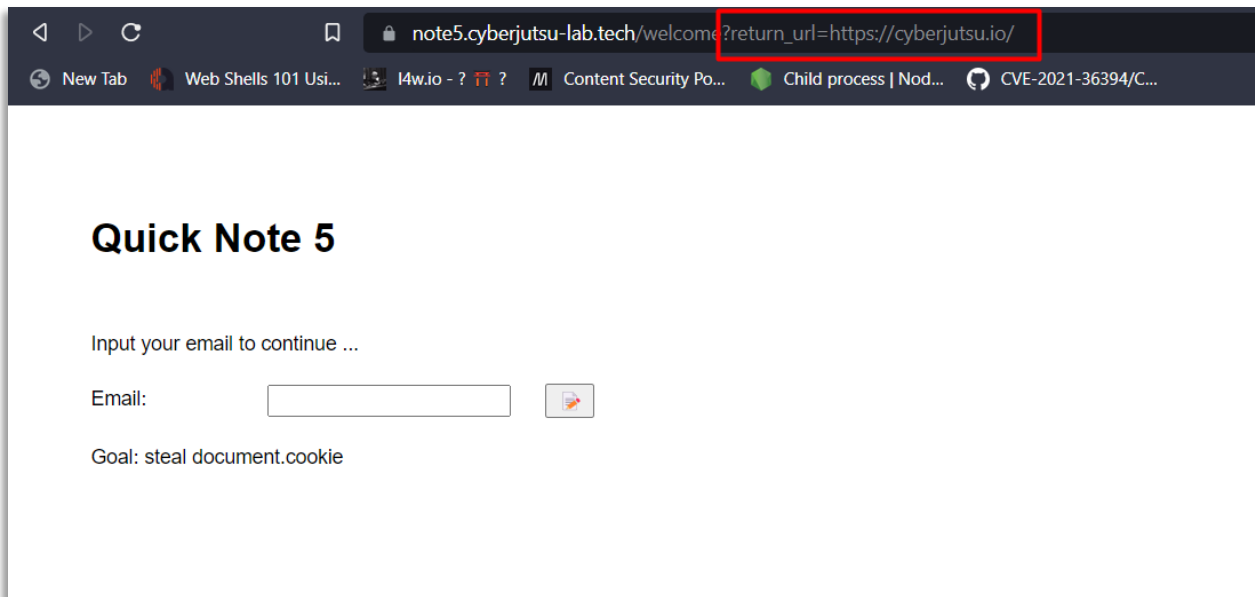 note5.cyberjutsu-lab.tech/welcome?return_url=https://cyberjutsu.io/
New Tab Web Shells 101 Usi... l4w.io - ? ⛩ ? Content Security Po... Child process | Nod... CVE-2021-36394/C...
Quick Note 5
Input your email to continue ...
Email:
Goal: steal document.cookie